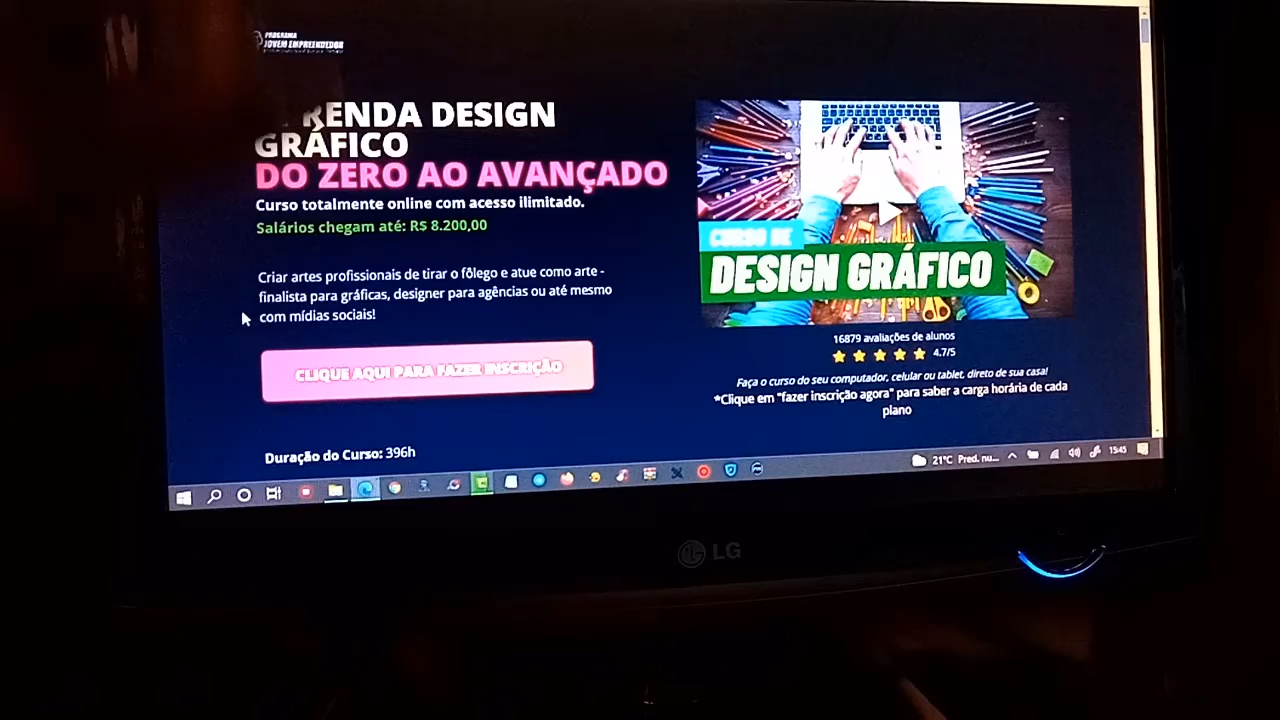 PROGRAMA
JOVEM EMPREENDEDOR
RENDA DESIGN
GRÁFICO
DO ZERO AO AVANÇADO
Curso totalmente online com acesso ilimitado.
Salários chegam até: R$ 8.200,00
Criar artes profissionais de tirar o fôlego e atue como arte -
finalista para gráficas, designer para agências ou até mesmo
com mídias sociais!
CLIQUE AQUI PARA FAZER INSCRIÇÃO
Duração do Curso: 396h
CURSO DE
DESIGN GRÁFICO
16879 avaliações de alunos
4.7/5
Faça o curso do seu computador, celular ou tablet, direto de sua casa!
*Clique em "fazer inscrição agora" para saber a carga horária de cada
plano
21°C Pred. nu...
15:45
LG